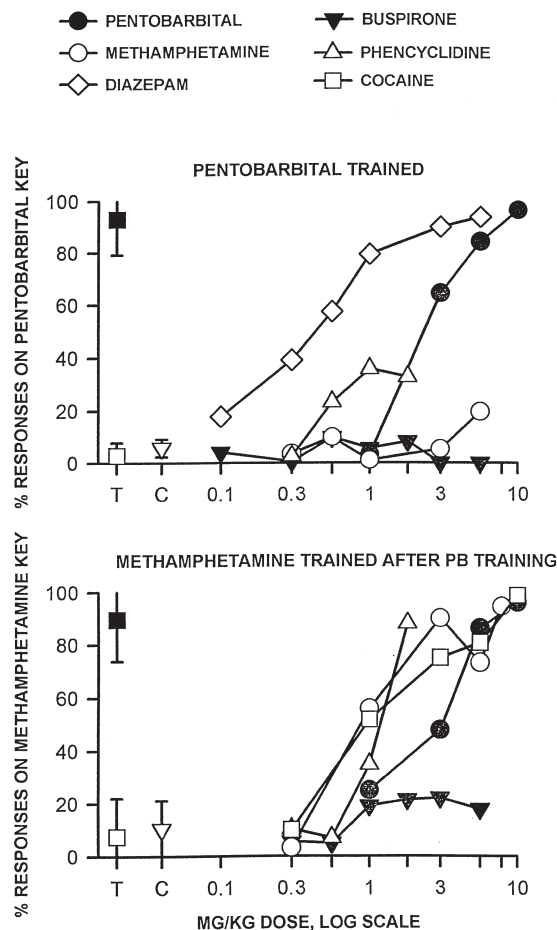 PENTOBARBITAL
BUSPIRONE
METHAMPHETAMINE
PHENCYCLIDINE
DIAZEPAM
COCAINE
PENTOBARBITAL TRAINED
% RESPONSES ON PENTOBARBITAL KEY
100
80
60
40
20
0
T C 0.1 0.3 1 3 10
METHAMPHETAMINE TRAINED AFTER PB TRAINING
% RESPONSES ON METHAMPHETAMINE KEY
100
80
60
40
20
0
T C 0.1 0.3 1 3 10
MG/KG DOSE, LOG SCALE